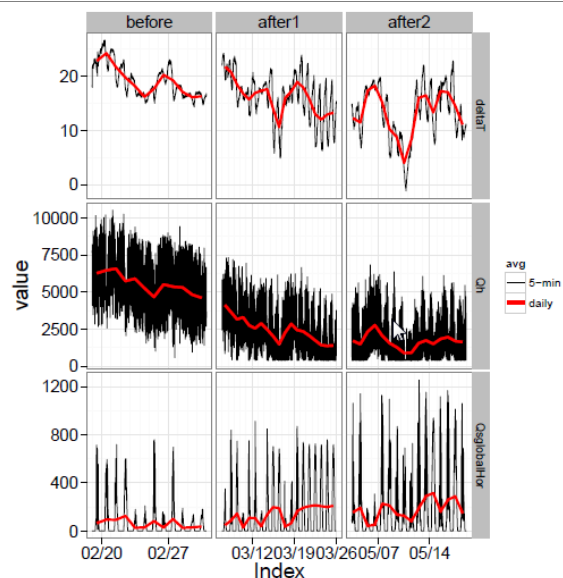 before after1 after2
20
10
0
deltaT
10000
7500
5000
2500
0
Qh
value
avg
5-min
daily
1200
800
400
0
QsglobalHor
02/20 02/27 03/12 03/19 03/26 05/07 05/14
Index